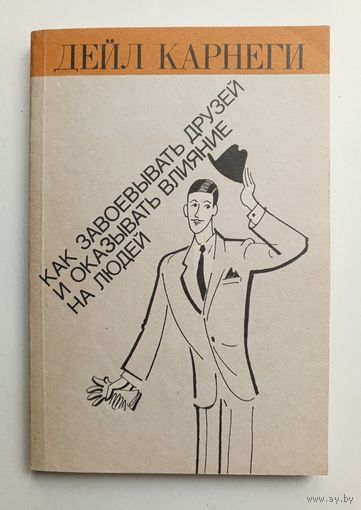 ДЕЙЛ КАРНЕГИ
КАК ЗАВОЕВЫВАТЬ ДРУЗЕЙ
И ОКАЗЫВАТЬ ВЛИЯНИЕ
НА ЛЮДЕЙ
www.ay.by